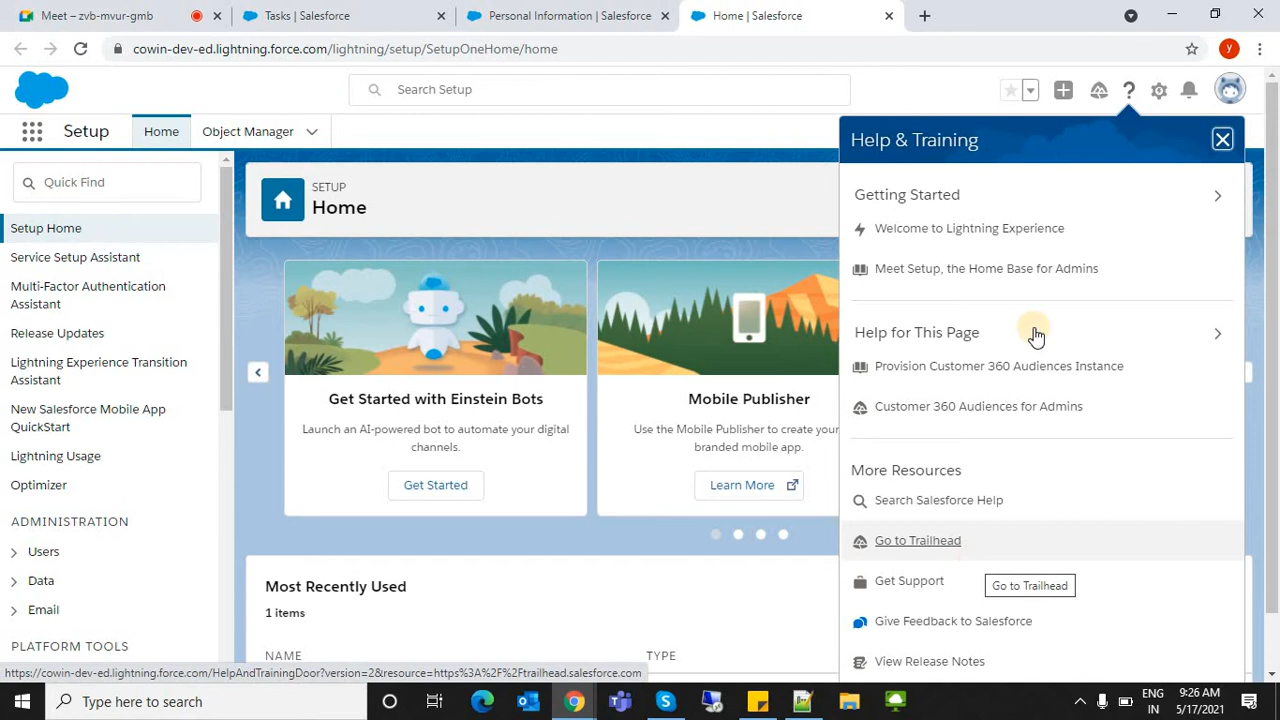 Meet – zvb-mvur-gmb
Tasks | Salesforce
Personal Information | Salesforce
Home | Salesforce
cowin-dev-ed.lightning.force.com/lightning/setup/SetupOneHome/home
y
Search Setup
Setup
Home
Object Manager
Quick Find
Setup Home
Service Setup Assistant
Multi-Factor Authentication
Assistant
Release Updates
Lightning Experience Transition
Assistant
New Salesforce Mobile App
QuickStart
Lightning Usage
Optimizer
ADMINISTRATION
Users
Data
Email
PLATFORM TOOLS
SETUP
Home
Get Started with Einstein Bots
Launch an AI-powered bot to automate your digital
channels.
Get Started
Mobile Publisher
Use the Mobile Publisher to create your
branded mobile app.
Learn More
Most Recently Used
1 items
NAME
TYPE
Help & Training
Getting Started
Welcome to Lightning Experience
Meet Setup, the Home Base for Admins
Help for This Page
Provision Customer 360 Audiences Instance
Customer 360 Audiences for Admins
More Resources
Search Salesforce Help
Go to Trailhead
Get Support
Go to Trailhead
Give Feedback to Salesforce
View Release Notes
https://cowin-dev-ed.lightning.force.com/HelpAndTrainingDoor?version=2&resource=https%3A%2F%2Ftrailhead.salesforce.com
Type here to search
ENG
IN
9:26 AM
5/17/2021